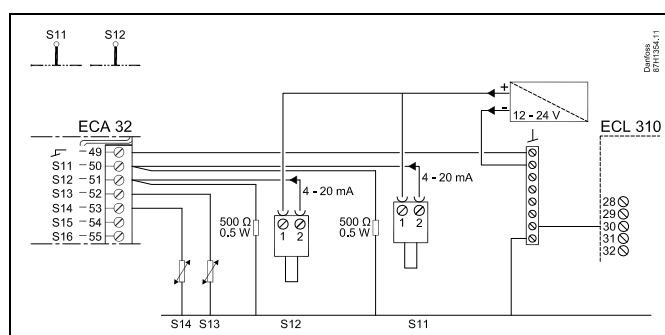 S11 S12
Danfoss
87H1354.11
+
-
12 - 24 V
ECA 32
ECL 310
49
S11 - 50
S12 - 51
S13 - 52
S14 - 53
S15 - 54
S16 - 55
4 - 20 mA
4 - 20 mA
500 Ω
0.5 W
1 2
500 Ω
0.5 W
1 2
28
29
30
31
32
S14 S13 S12 S11